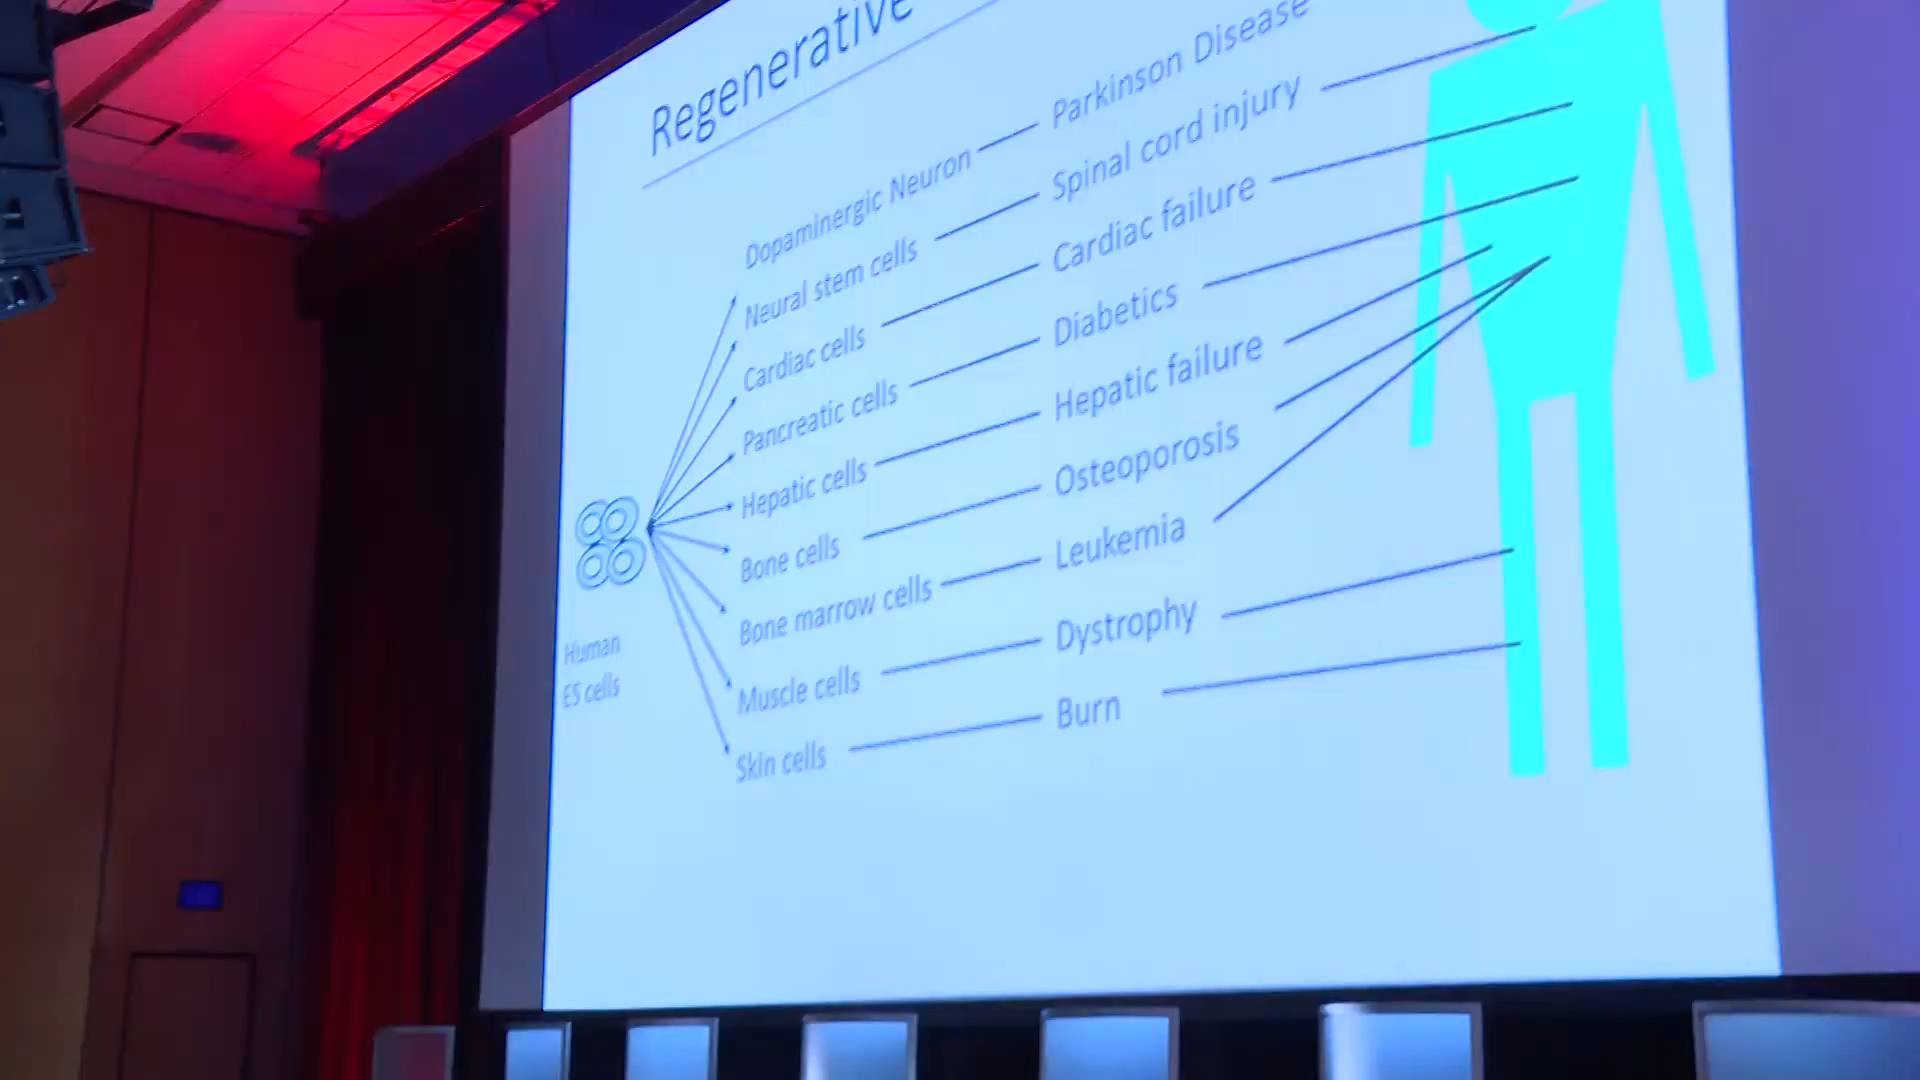 Regenerative
Dopaminergic Neuron Parkinson Disease
Neural stem cells Spinal cord injury
Cardiac cells Cardiac failure
Pancreatic cells Diabetics
Hepatic cells Hepatic failure
Bone cells Osteoporosis
Bone marrow cells Leukemia
Muscle cells Dystrophy
Skin cells Burn
Human
ES cells